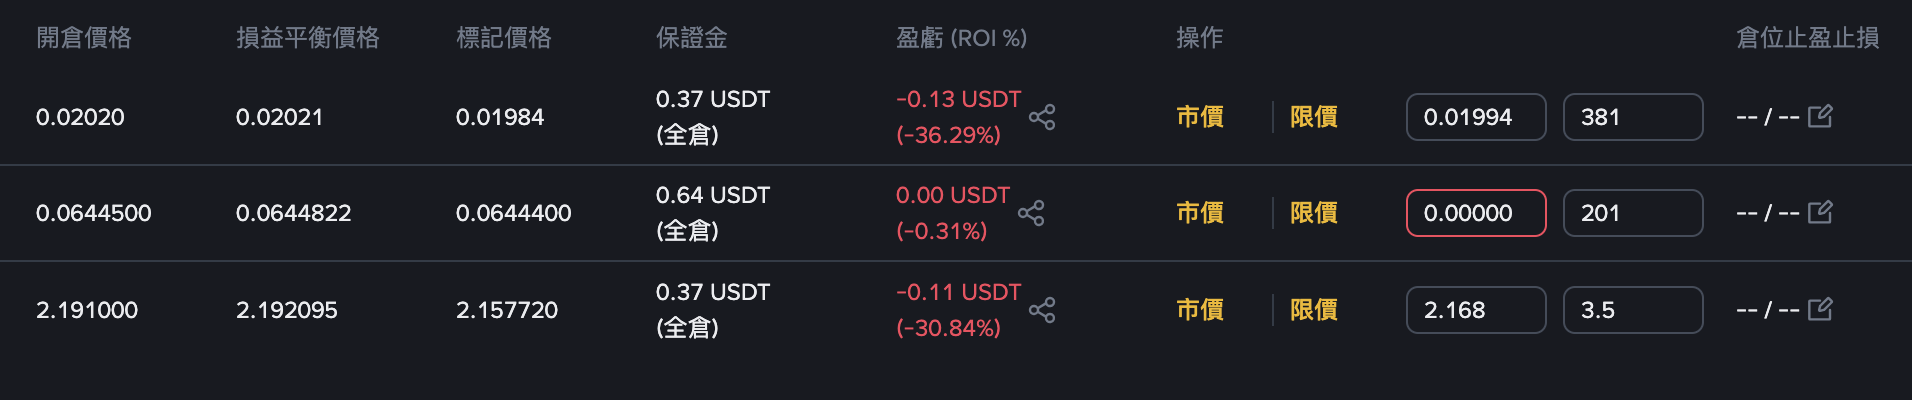 開倉價格 損益平衡價格 標記價格 保證金 盈虧 (ROI %) 操作 倉位止盈止損
0.02020 0.02021 0.01984 0.37 USDT (全倉) -0.13 USDT (-36.29%) 市價 限價 0.01994 381 -- / --
0.0644500 0.0644822 0.0644400 0.64 USDT (全倉) 0.00 USDT (-0.31%) 市價 限價 0.00000 201 -- / --
2.191000 2.192095 2.157720 0.37 USDT (全倉) -0.11 USDT (-30.84%) 市價 限價 2.168 3.5 -- / --